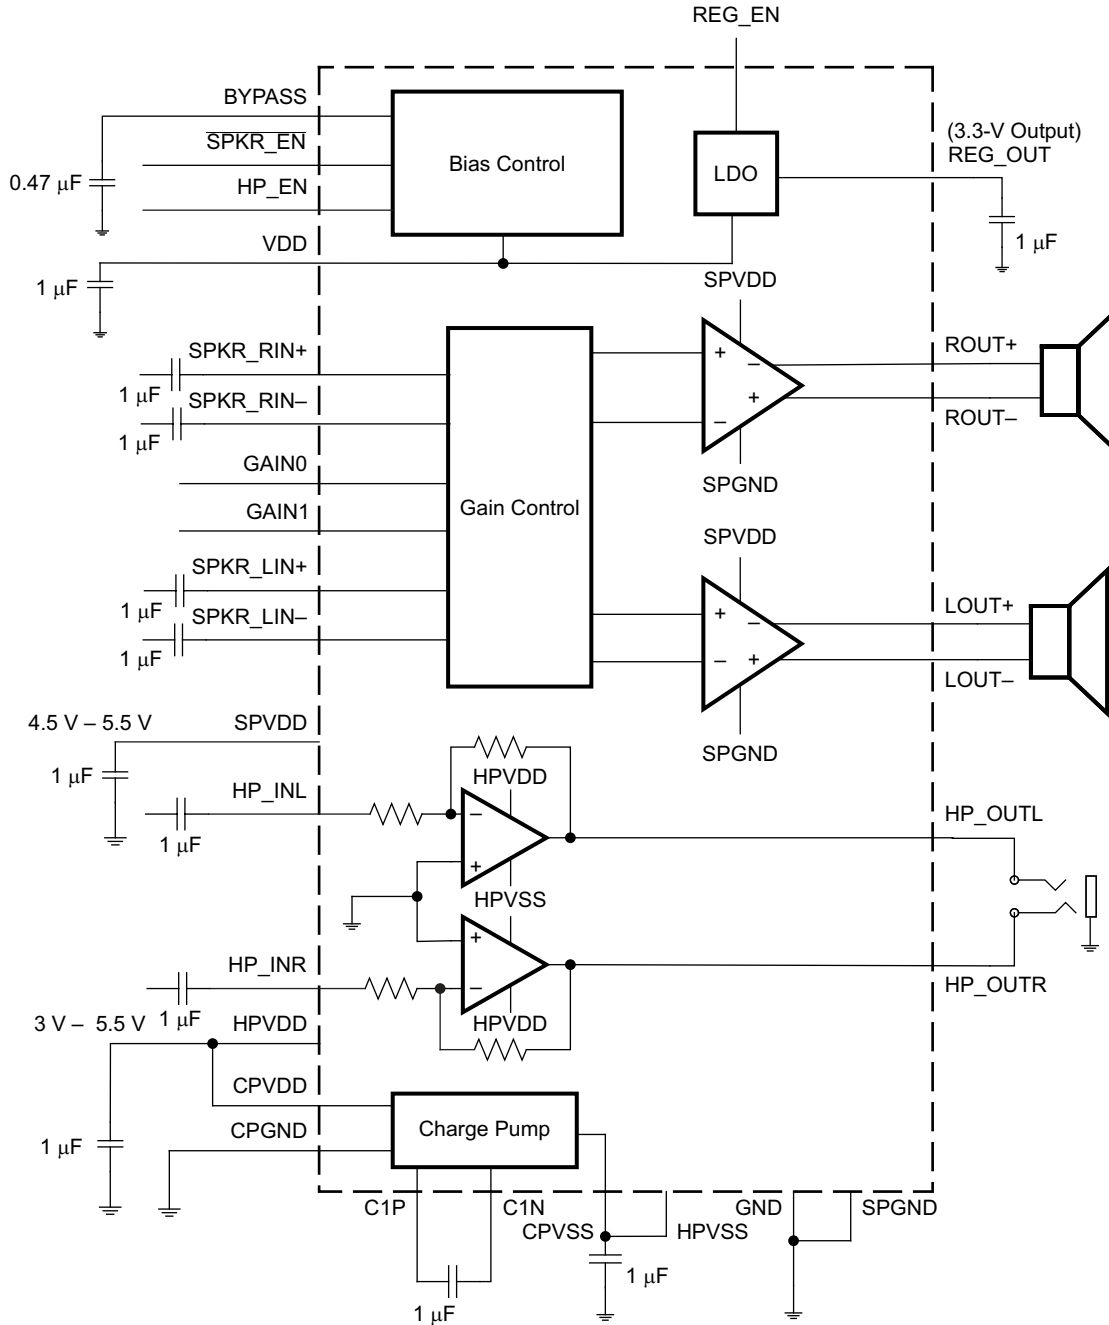 REG_EN
BYPASS
SPKR_EN
HP_EN
VDD
0.47 µF
1 µF
Bias Control
LDO
(3.3-V Output)
REG_OUT
1 µF
SPKR_RIN+
1 µF
SPKR_RIN–
1 µF
GAIN0
GAIN1
SPKR_LIN+
1 µF
SPKR_LIN–
1 µF
Gain Control
SPVDD
+
–
–
+
SPGND
ROUT+
ROUT–
SPVDD
+
–
–
+
SPGND
LOUT+
LOUT–
4.5 V – 5.5 V
SPVDD
1 µF
HP_INL
1 µF
HPVDD
–
+
HPVSS
HP_OUTL
+
–
HPVDD
HP_INR
1 µF
HP_OUTR
3 V –  5.5 V
HPVDD
CPVDD
CPGND
1 µF
Charge Pump
C1P
C1N
1 µF
CPVSS
HPVSS
1 µF
GND
SPGND